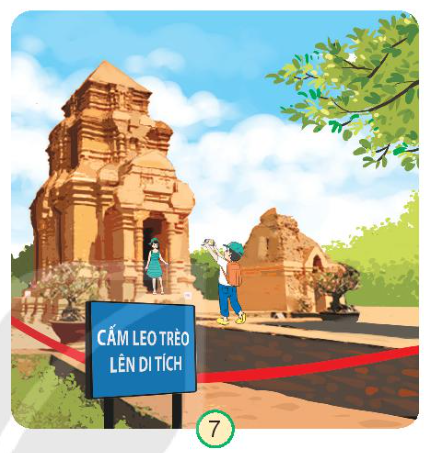 CẤM LEO TRÈO
LÊN DI TÍCH
7